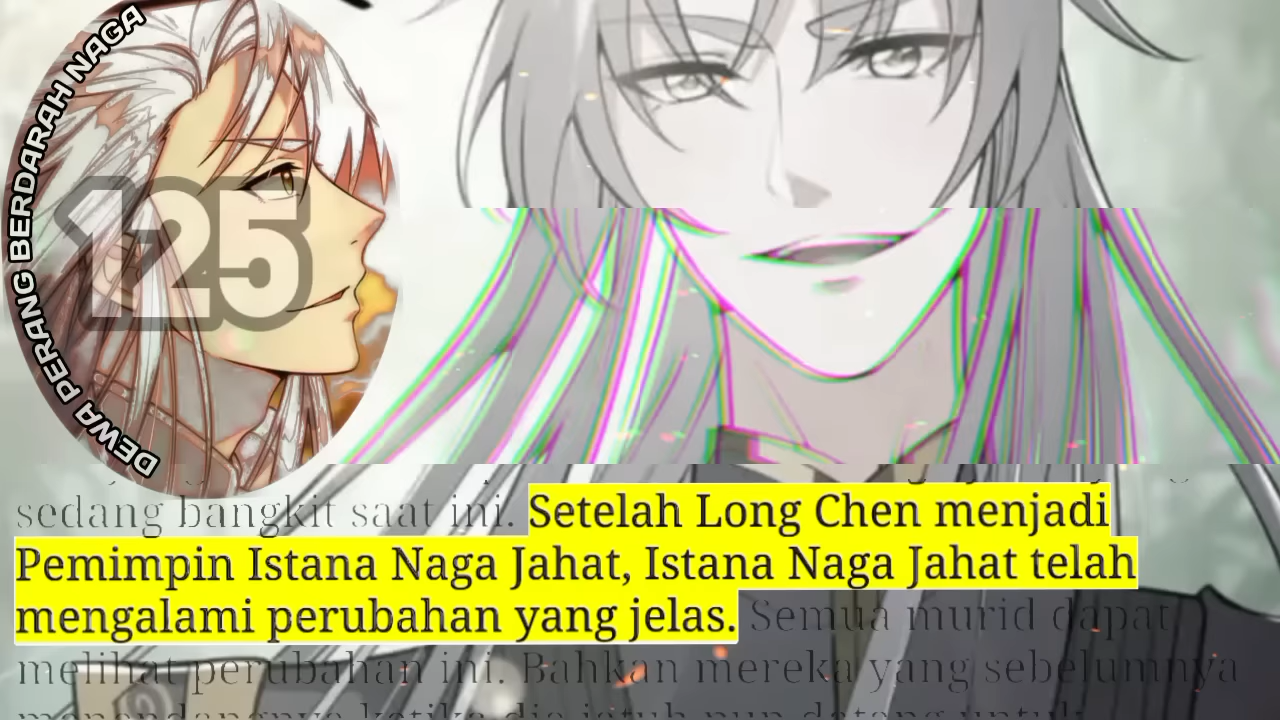 DEWA PERANG BERDARAH NAGA
125
sedang bangkit saat ini. Setelah Long Chen menjadi
Pemimpin Istana Naga Jahat, Istana Naga Jahat telah
mengalami perubahan yang jelas. Semua murid dapat
melihat perubahan ini. Bahkan mereka yang sebelumnya